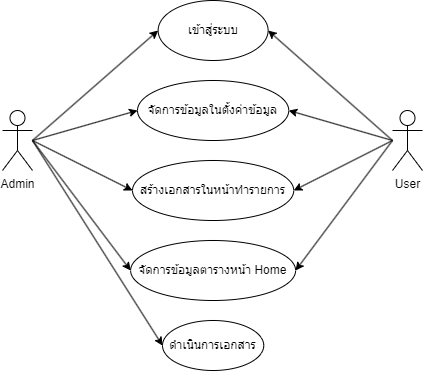 เข้าสู่ระบบ
จัดการข้อมูลในตั้งค่าข้อมูล
Admin
สร้างเอกสารในหน้าทำรายการ
User
จัดการข้อมูลตารางหน้า Home
ดำเนินการเอกสาร